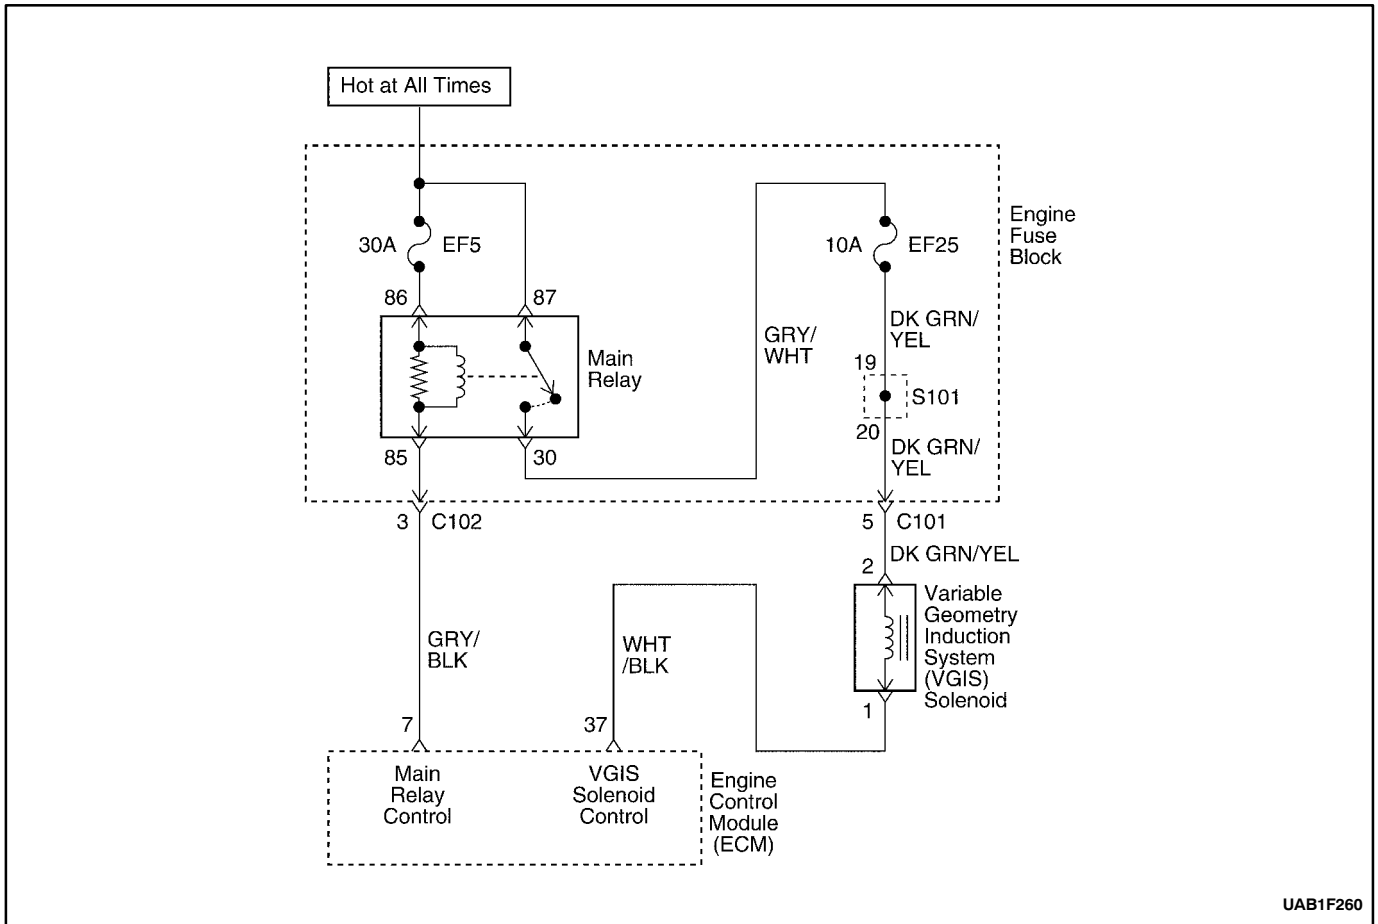 Hot at All Times
30A
EF5
10A
EF25
Engine
Fuse
Block
86
87
DK GRN/
YEL
GRY/
WHT
Main
Relay
19
S101
20
85
30
DK GRN/
YEL
3
C102
5
C101
DK GRN/YEL
2
Variable
Geometry
Induction
System
(VGIS)
Solenoid
GRY/
BLK
WHT
/BLK
1
7
37
Main
Relay
Control
VGIS
Solenoid
Control
Engine
Control
Module
(ECM)
UAB1F260